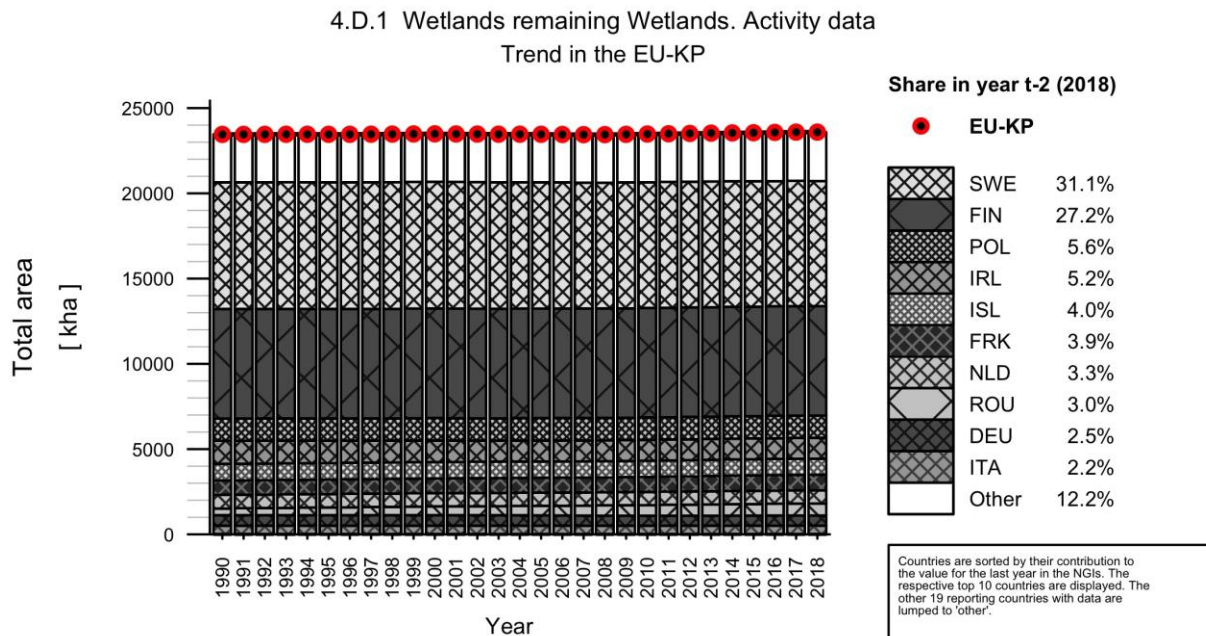 4.D.1 Wetlands remaining Wetlands. Activity data
Trend in the EU-KP
Total area
[ kha ]
25000
20000
15000
10000
5000
0
1990
1991
1992
1993
1994
1995
1996
1997
1998
1999
2000
2001
2002
2003
2004
2005
2006
2007
2008
2009
2010
2011
2012
2013
2014
2015
2016
2017
2018
Year
Share in year t-2 (2018)
EU-KP
SWE 31.1%
FIN 27.2%
POL 5.6%
IRL 5.2%
ISL 4.0%
FRK 3.9%
NLD 3.3%
ROU 3.0%
DEU 2.5%
ITA 2.2%
Other 12.2%
Countries are sorted by their contribution to
the value for the last year in the NGIs. The
respective top 10 countries are displayed. The
other 19 reporting countries with data are
lumped to 'other'.